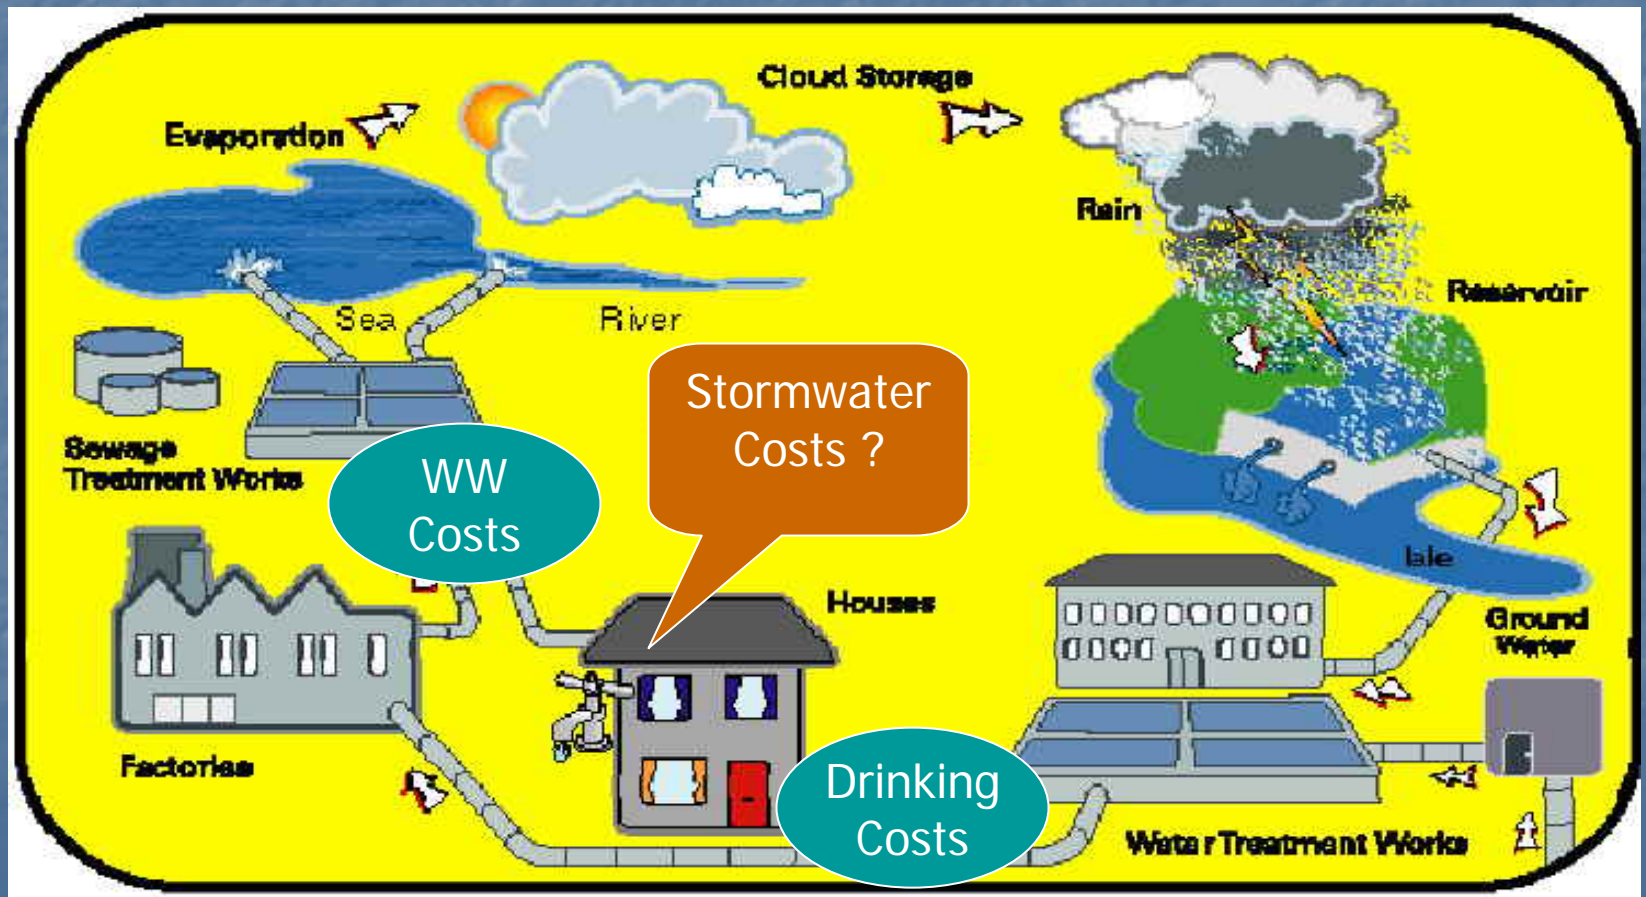 Cloud Storage
Evaporation
Rain
Reservoir
Sea
River
Stormwater
Costs ?
Sewage
Treatment Works
WW
Costs
lale
Houses
Ground
Water
Factories
Drinking
Costs
Water Treatment Works